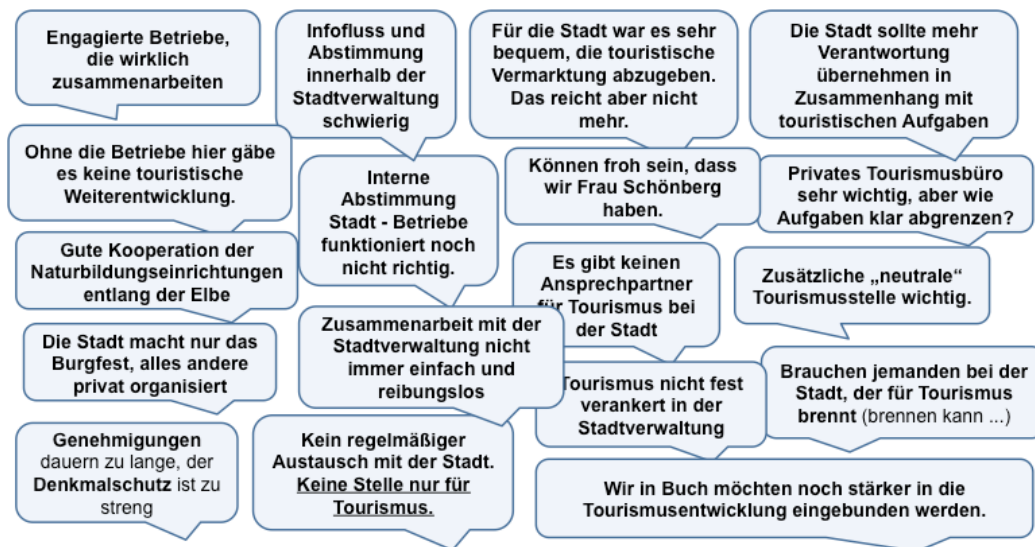 Engagierte Betriebe,
die wirklich
zusammenarbeiten
Infofluss und
Abstimmung
innerhalb der
Stadtverwaltung
schwierig
Für die Stadt war es sehr
bequem, die touristische
Vermarktung abzugeben.
Das reicht aber nicht
mehr.
Die Stadt sollte mehr
Verantwortung
übernehmen in
Zusammenhang mit
touristischen Aufgaben
Ohne die Betriebe hier gäbe
es keine touristische
Weiterentwicklung.
Interne
Abstimmung
Stadt - Betriebe
funktioniert noch
nicht richtig.
Können froh sein, dass
wir Frau Schönberg
haben.
Privates Tourismusbüro
sehr wichtig, aber wie
Aufgaben klar abgrenzen?
Gute Kooperation der
Naturbildungseinrichtungen
entlang der Elbe
Es gibt keinen
Ansprechpartner
für Tourismus bei
der Stadt
Zusätzliche „neutrale“
Tourismusstelle wichtig.
Die Stadt macht nur das
Burgfest, alles andere
privat organisiert
Zusammenarbeit mit der
Stadtverwaltung nicht
immer einfach und
reibungslos
Tourismus nicht fest
verankert in der
Stadtverwaltung
Brauchen jemanden bei der
Stadt, der für Tourismus
brennt (brennen kann ...)
Genehmigungen
dauern zu lange, der
Denkmalschutz ist zu
streng
Kein regelmäßiger
Austausch mit der Stadt.
Keine Stelle nur für
Tourismus.
Wir in Buch möchten noch stärker in die
Tourismusentwicklung eingebunden werden.